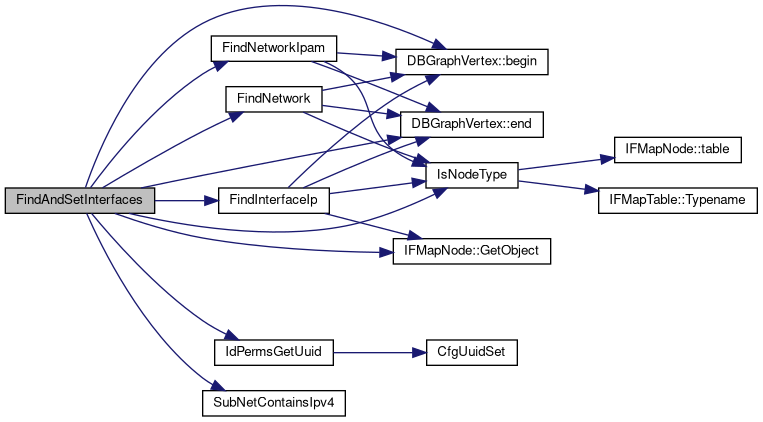 FindNetworkIpam
DBGraphVertex::begin
FindNetwork
DBGraphVertex::end
IFMapNode::table
IsNodeType
FindAndSetInterfaces
FindInterfaceIp
IFMapTable::Typename
IFMapNode::GetObject
IdPermsGetUuid
CfgUuidSet
SubNetContainsIpv4